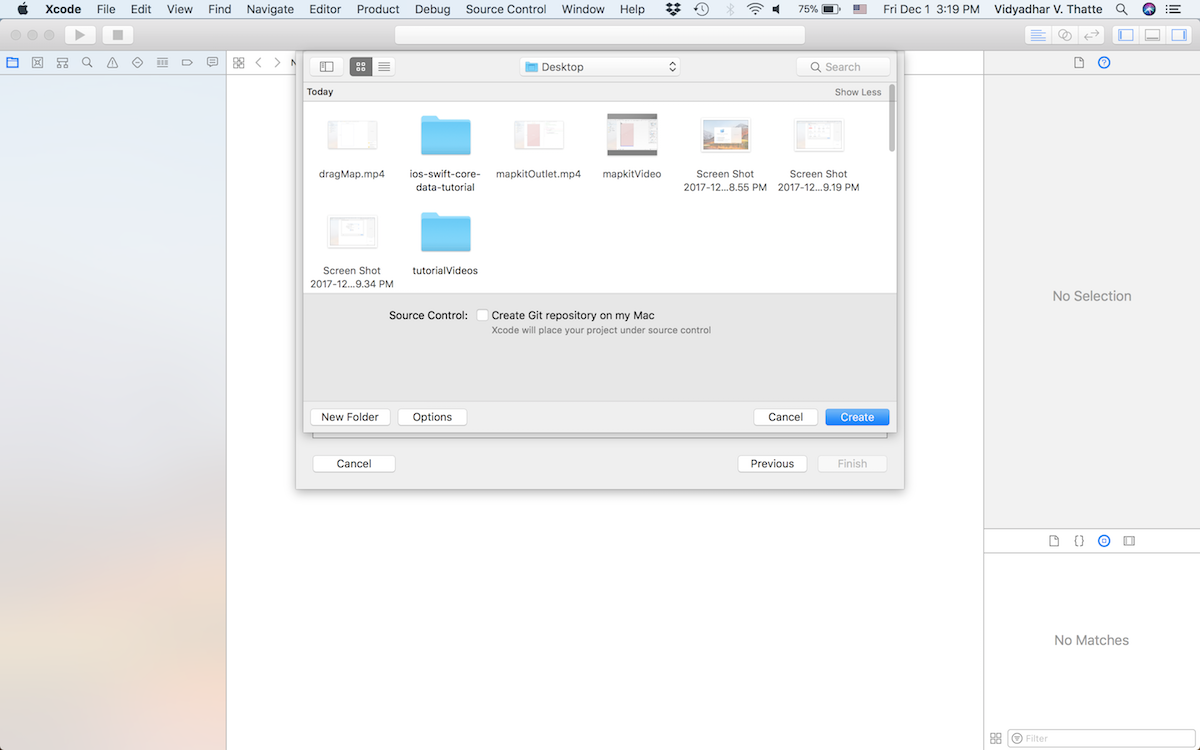 Xcode File Edit View Find Navigate Editor Product Debug Source Control Window Help 75% Fri Dec 1 3:19 PM Vidyadhar V. Thatte
Desktop Search
Today Show Less
dragMap.mp4 ios-swift-core- mapkitOutlet.mp4 mapkitVideo Screen Shot Screen Shot
data-tutorial 2017-12...8.55 PM 2017-12...9.19 PM
Screen Shot tutorialVideos
2017-12...9.34 PM
No Selection
Source Control: Create Git repository on my Mac
Xcode will place your project under source control
New Folder Options Cancel Create
Cancel Previous Finish
No Matches
Filter